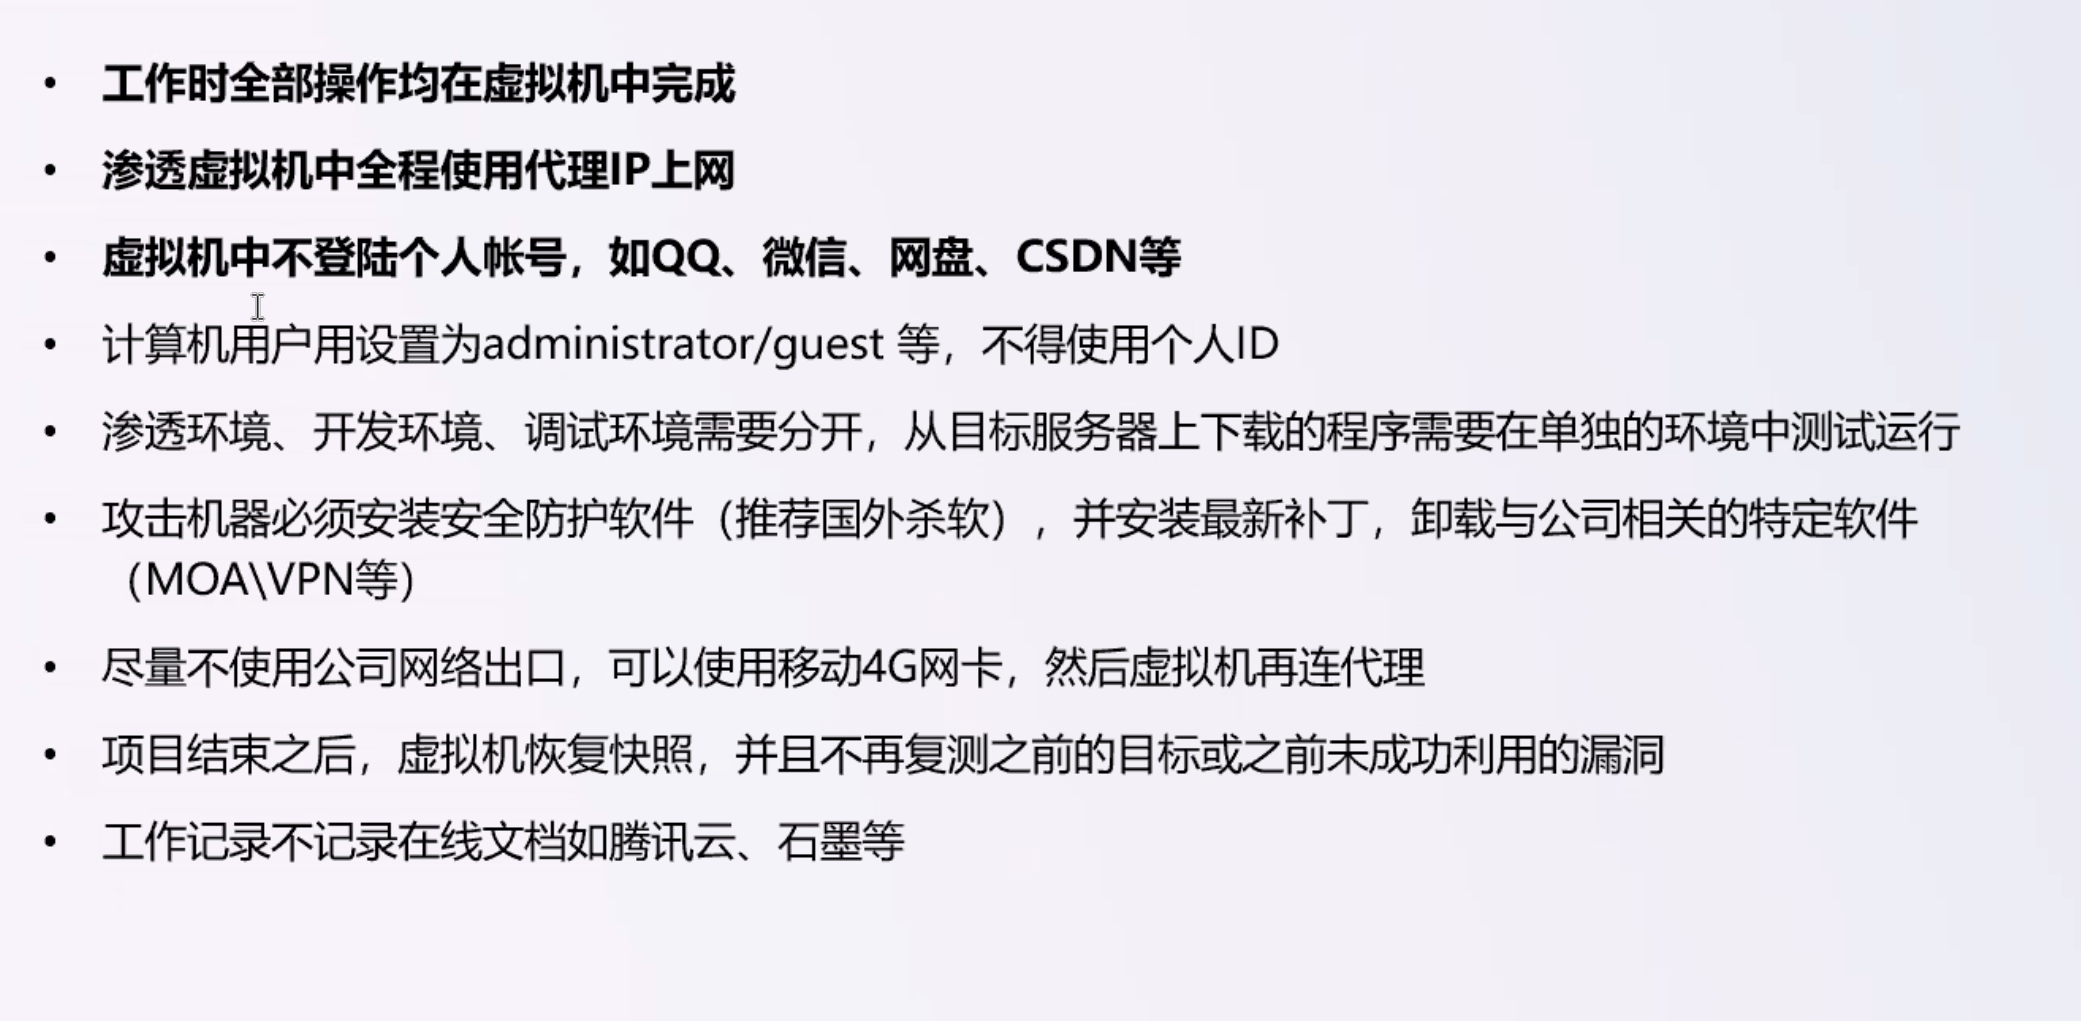 • 工作时全部操作均在虚拟机中完成
• 渗透虚拟机中全程使用代理IP上网
• 虚拟机中不登陆个人帐号，如QQ、微信、网盘、CSDN等
• 计算机用户用设置为administrator/guest 等，不得使用个人ID
• 渗透环境、开发环境、调试环境需要分开，从目标服务器上下载的程序需要在单独的环境中测试运行
• 攻击机器必须安装安全防护软件（推荐国外杀软），并安装最新补丁，卸载与公司相关的特定软件
（MOA\VPN等）
• 尽量不使用公司网络出口，可以使用移动4G网卡，然后虚拟机再连代理
• 项目结束之后，虚拟机恢复快照，并且不再复测之前的目标或之前未成功利用的漏洞
• 工作记录不记录在线文档如腾讯云、石墨等